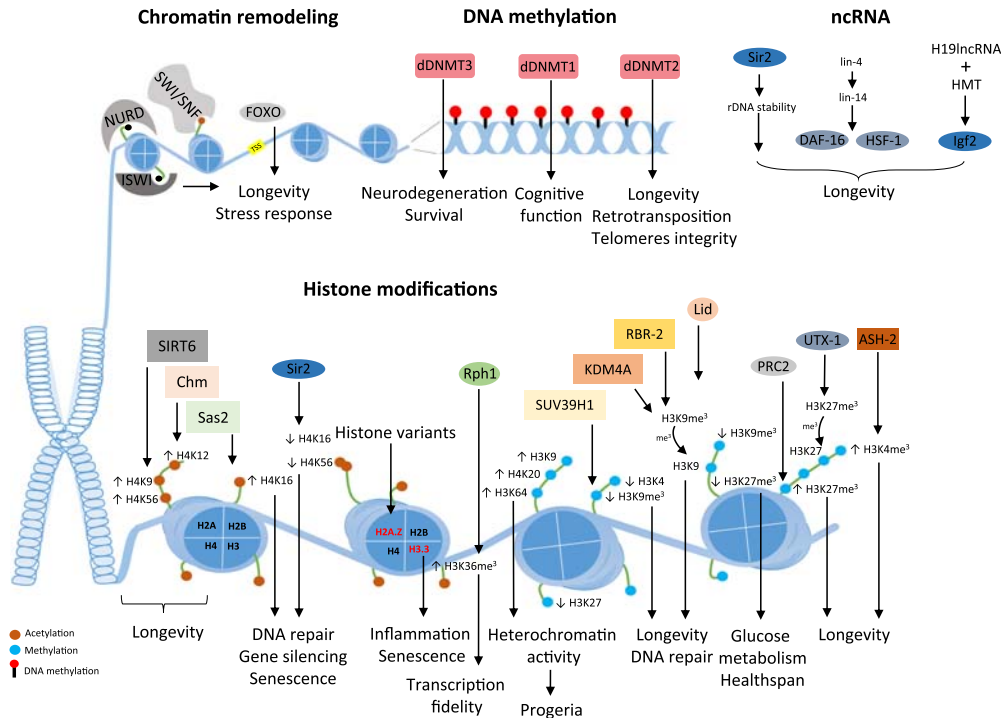 Chromatin remodeling
DNA methylation
ncRNA
NURD
SWI/SNF
ISWI
FOXO
TSS
Longevity
Stress response
dDNMT3
dDNMT1
dDNMT2
Neurodegeneration
Survival
Cognitive
function
Longevity
Retrotransposition
Telomeres integrity
Sir2
rDNA stability
lin-4
lin-14
DAF-16
HSF-1
H19lncRNA
+
HMT
Igf2
Longevity
Histone modifications
SIRT6
Chm
Sas2
Sir2
Rph1
SUV39H1
KDM4A
RBR-2
Lid
PRC2
UTX-1
ASH-2
↑ H4K12
↑ H4K9
↑ H4K56
↑ H4K16
↓ H4K16
↓ H4K56
Histone variants
H2A
H2B
H4
H3
H2A.Z
H2B
H4
H3.3
↑ H3K36me³
↑ H3K9
↑ H4K20
↑ H3K64
↓ H3K27
↓ H3K4
↓ H3K9me³
H3K9me³
me³
H3K9
↓ H3K9me³
↓ H3K27me³
H3K27me³
me³
H3K27
↑ H3K27me³
↑ H3K4me³
Longevity
DNA repair
Gene silencing
Senescence
Inflammation
Senescence
Transcription
fidelity
Heterochromatin
activity
Progeria
Longevity
DNA repair
Glucose
metabolism
Healthspan
Longevity
Acetylation
Methylation
DNA methylation